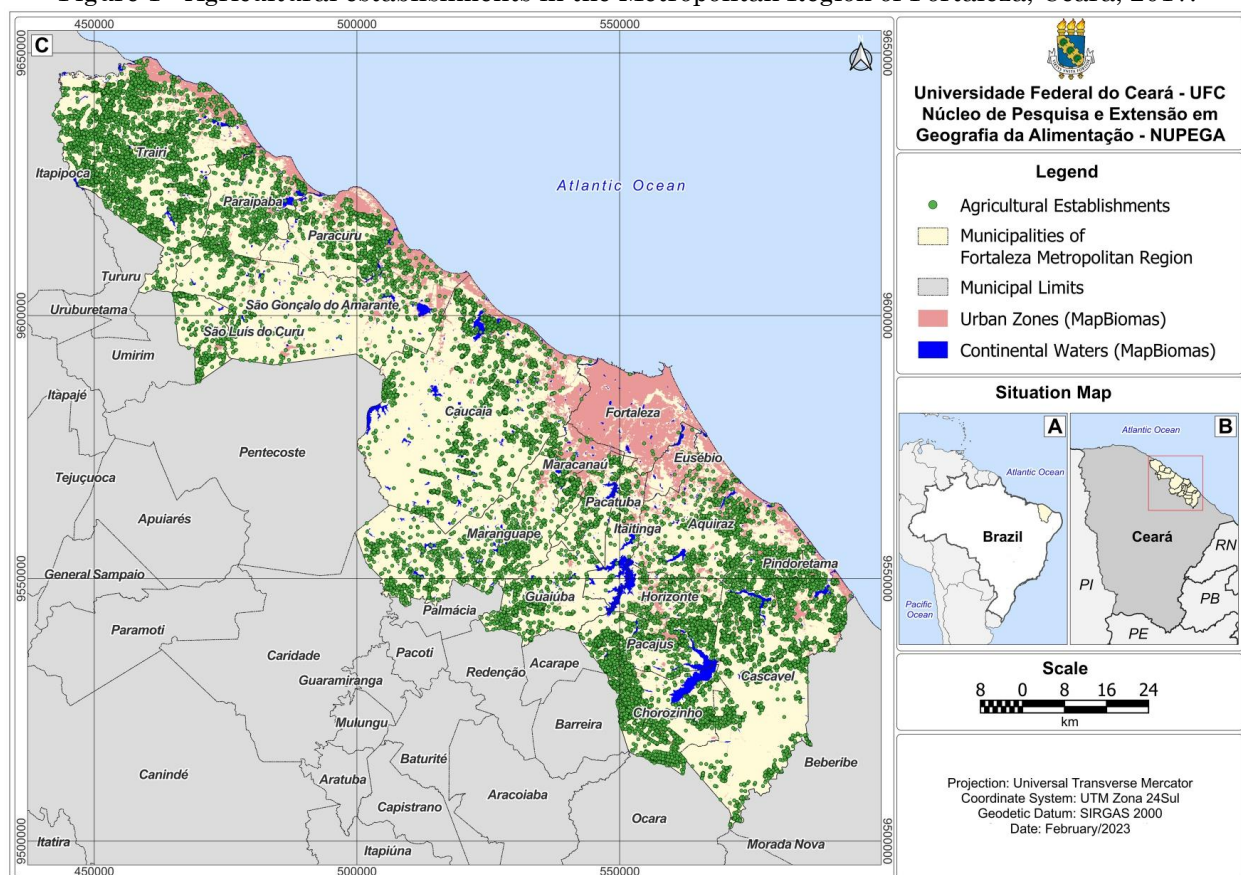 Figure 1 - Agricultural establishments in the Metropolitan Region of Fortaleza, Ceará, 2017.
450000
500000
550000
C
N
9650000
9600000
9550000
9500000
Atlantic Ocean
Trairi
Itapipoca
Paraipaba
Paracuru
Tururu
Uruburetama
São Gonçalo do Amarante
São Luís do Curu
Umirim
Itapajé
Caucaia
Fortaleza
Pentecoste
Eusébio
Maracanaú
Tejuçuoca
Pacatuba
Apuiarés
Itaitinga
Aquiraz
Maranguape
Pindoretama
General Sampaio
Guaiúba
Horizonte
Palmácia
Paramoti
Pacajus
Pacoti
Caridade
Acarape
Redenção
Cascavel
Guaramiranga
Chorozinho
Mulungu
Barreira
Baturité
Beberibe
Canindé
Aratuba
Aracoiaba
Capistrano
Ocara
Itatira
Itapiúna
Morada Nova
450000
500000
550000
Universidade Federal do Ceará - UFC
Núcleo de Pesquisa e Extensão em
Geografia da Alimentação - NUPEGA
Legend
Agricultural Establishments
Municipalities of
Fortaleza Metropolitan Region
Municipal Limits
Urban Zones (MapBiomas)
Continental Waters (MapBiomas)
Situation Map
A
Atlantic Ocean
Brazil
Pacific
Ocean
B
Atlantic Ocean
Ceará
RN
PI
PB
PE
Scale
8 0 8 16 24
km
Projection: Universal Transverse Mercator
Coordinate System: UTM Zona 24Sul
Geodetic Datum: SIRGAS 2000
Date: February/2023